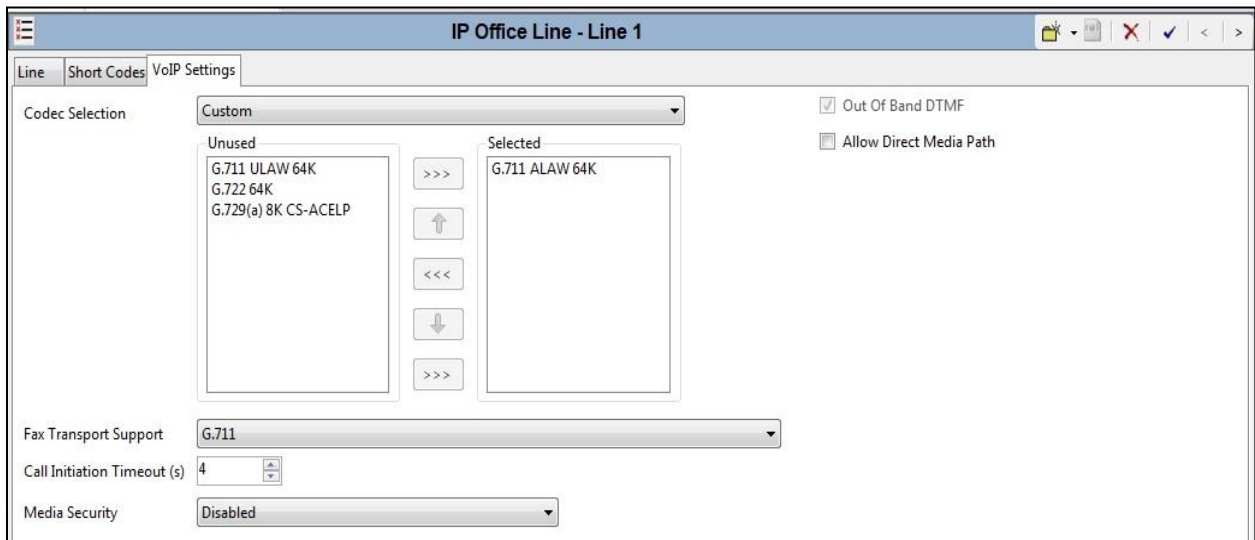 IP Office Line - Line 1
Line Short Codes VoIP Settings
Codec Selection Custom
Out Of Band DTMF
Allow Direct Media Path
Unused
G.711 ULAW 64K
G.722 64K
G.729(a) 8K CS-ACELP
>>>
<<<
>>>
Selected
G.711 ALAW 64K
Fax Transport Support G.711
Call Initiation Timeout (s) 4
Media Security Disabled